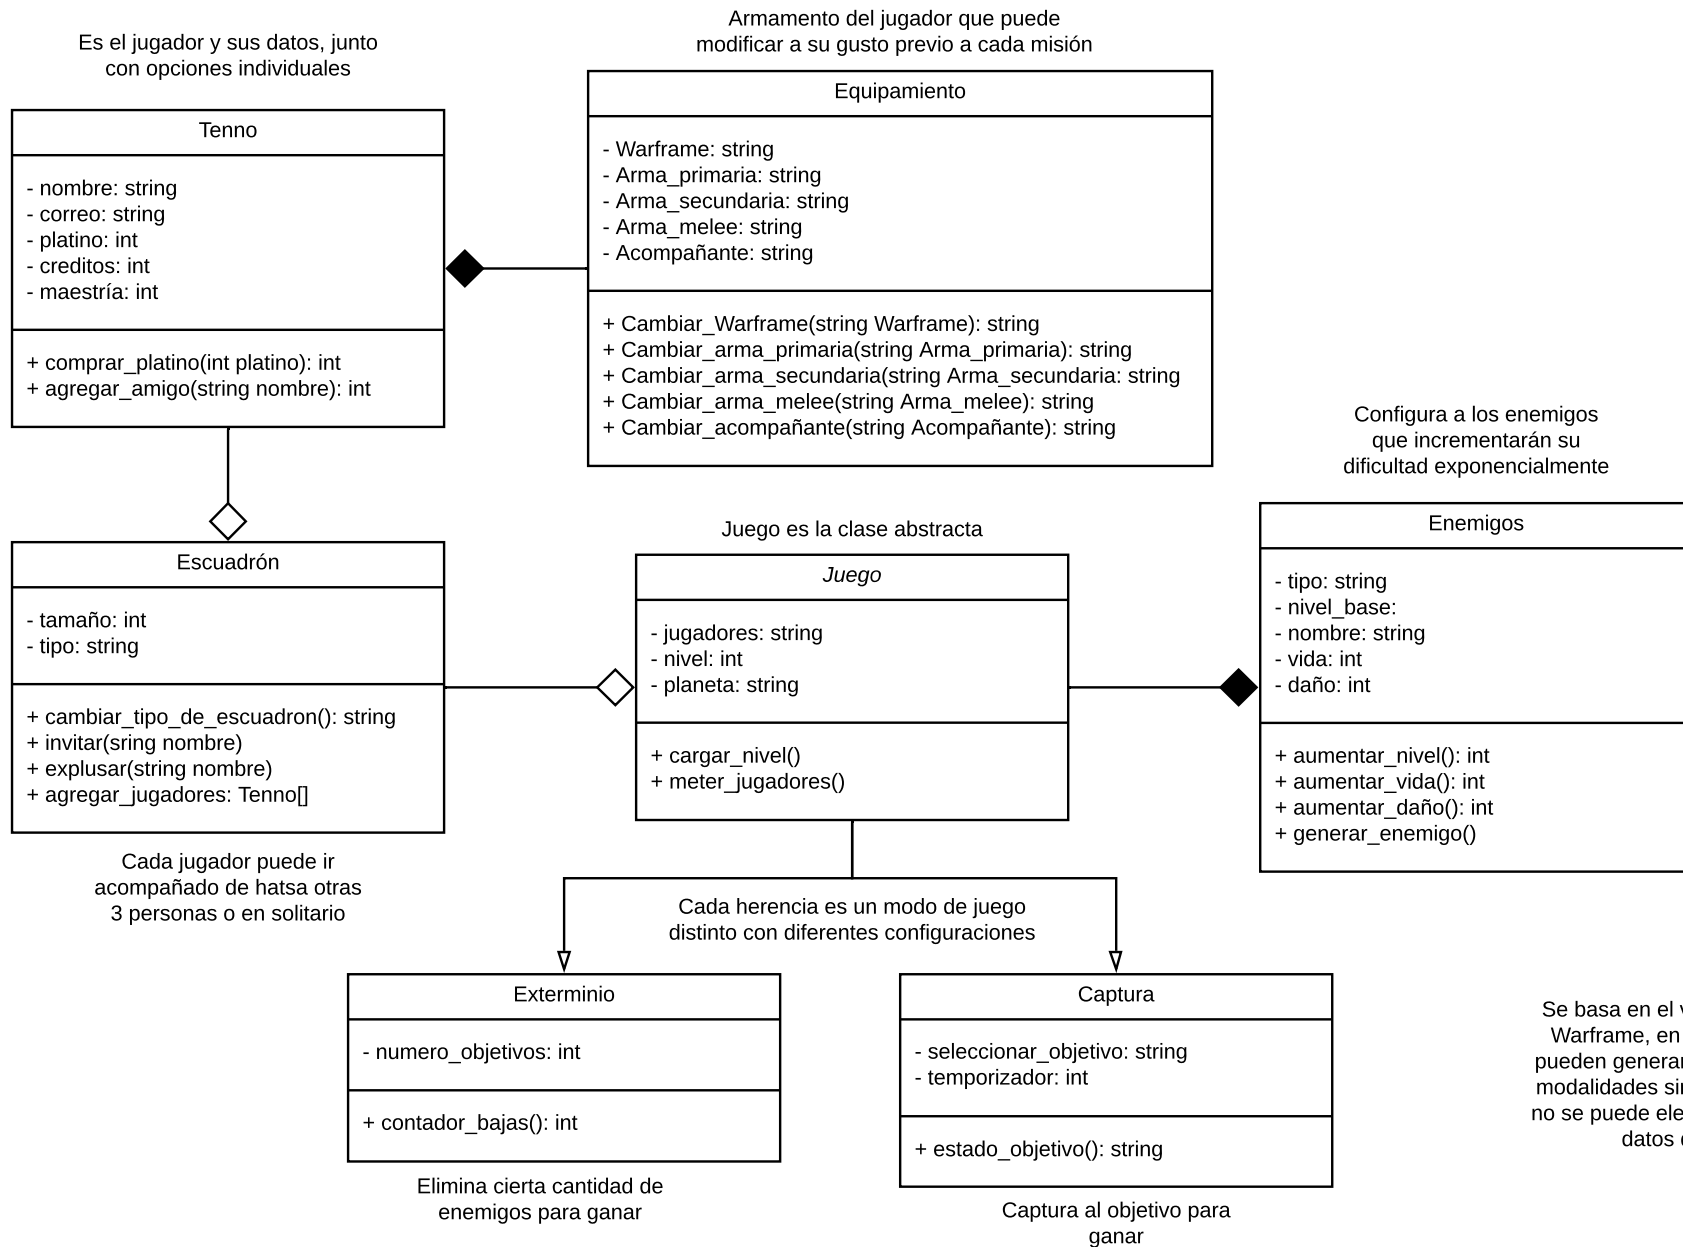 Es el jugador y sus datos, junto
con opciones individuales
Tenno
- nombre: string
- correo: string
- platino: int
- creditos: int
- maestría: int
+ comprar_platino(int platino): int
+ agregar_amigo(string nombre): int
Armamento del jugador que puede
modificar a su gusto previo a cada misión
Equipamiento
- Warframe: string
- Arma_primaria: string
- Arma_secundaria: string
- Arma_melee: string
- Acompañante: string
+ Cambiar_Warframe(string Warframe): string
+ Cambiar_arma_primaria(string Arma_primaria): string
+ Cambiar_arma_secundaria(string Arma_secundaria: string
+ Cambiar_arma_melee(string Arma_melee): string
+ Cambiar_acompañante(string Acompañante): string
Escuadrón
- tamaño: int
- tipo: string
+ cambiar_tipo_de_escuadron(): string
+ invitar(sring nombre)
+ explusar(string nombre)
+ agregar_jugadores: Tenno[]
Cada jugador puede ir
acompañado de hatsa otras
3 personas o en solitario
Juego es la clase abstracta
Juego
- jugadores: string
- nivel: int
- planeta: string
+ cargar_nivel()
+ meter_jugadores()
Configura a los enemigos
que incrementarán su
dificultad exponencialmente
Enemigos
- tipo: string
- nivel_base:
- nombre: string
- vida: int
- daño: int
+ aumentar_nivel(): int
+ aumentar_vida(): int
+ aumentar_daño(): int
+ generar_enemigo()
Cada herencia es un modo de juego
distinto con diferentes configuraciones
Exterminio
- numero_objetivos: int
+ contador_bajas(): int
Elimina cierta cantidad de
enemigos para ganar
Captura
- seleccionar_objetivo: string
- temporizador: int
+ estado_objetivo(): string
Captura al objetivo para
ganar
Se basa en el
Warframe, en
pueden
modalidades
no se puede
datos